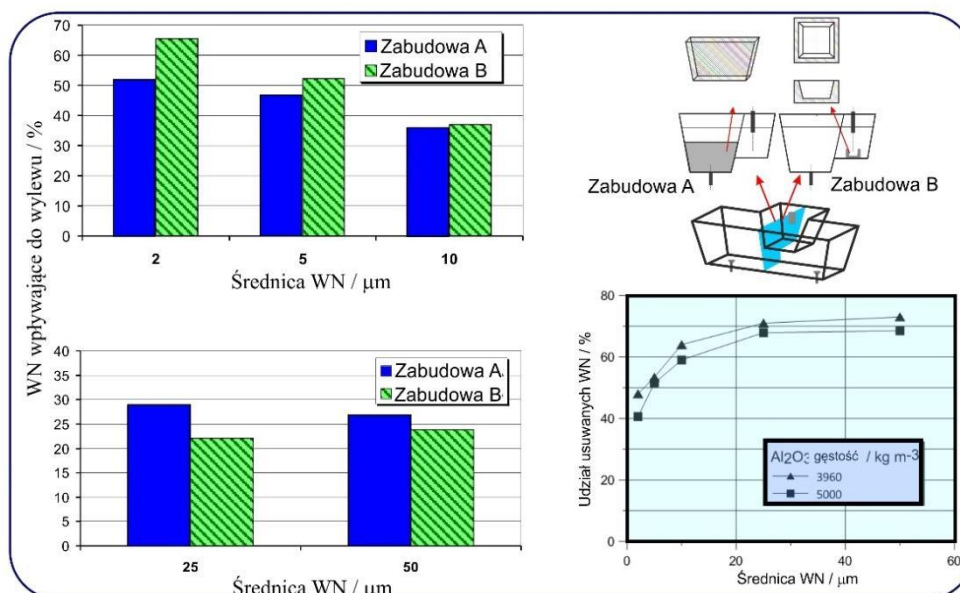 WN wpływające do wylewu / %
70
60
50
40
30
20
10
0
Zabudowa A
Zabudowa B
2
5
10
Średnica WN / μm
40
35
30
25
20
15
10
5
0
Zabudowa A
Zabudowa B
25
50
Średnica WN / μm
Zabudowa A
Zabudowa B
Udział usuwanych WN / %
80
60
40
20
0
Al2O3 gęstość / kg m-3
3960
5000
0
20
40
60
Średnica WN / μm